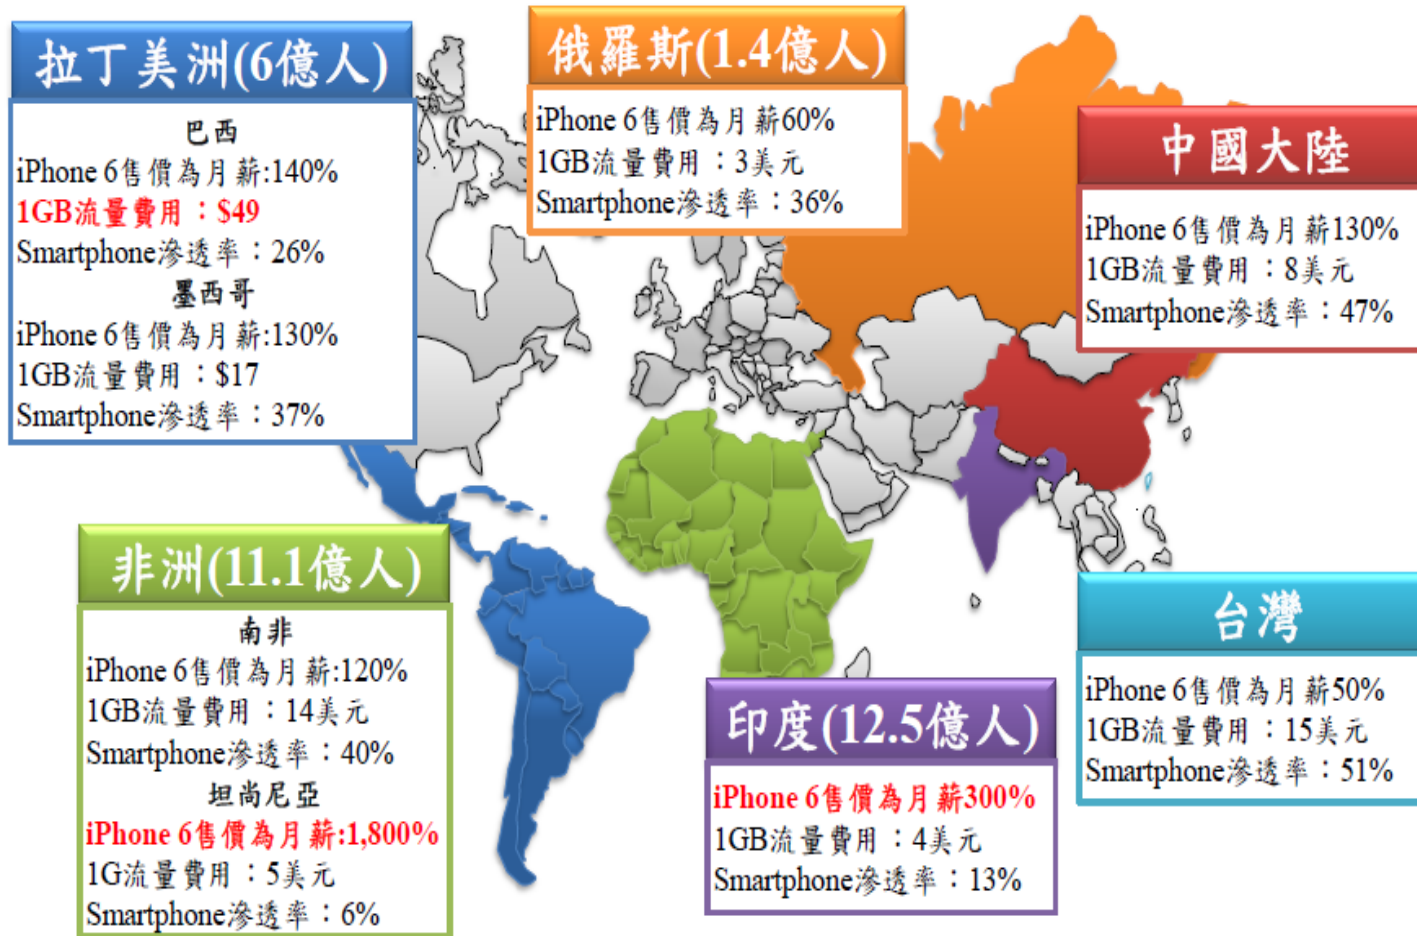 拉丁美洲(6億人)
巴西
iPhone 6售價為月薪:140%
1GB流量費用：$49
Smartphone滲透率：26%
墨西哥
iPhone 6售價為月薪:130%
1GB流量費用：$17
Smartphone滲透率：37%
俄羅斯(1.4億人)
iPhone 6售價為月薪60%
1GB流量費用：3美元
Smartphone滲透率：36%
中國大陸
iPhone 6售價為月薪130%
1GB流量費用：8美元
Smartphone滲透率：47%
非洲(11.1億人)
南非
iPhone 6售價為月薪:120%
1GB流量費用：14美元
Smartphone滲透率：40%
坦尚尼亞
iPhone 6售價為月薪:1,800%
1G流量費用：5美元
Smartphone滲透率：6%
印度(12.5億人)
iPhone 6售價為月薪300%
1GB流量費用：4美元
Smartphone滲透率：13%
台灣
iPhone 6售價為月薪50%
1GB流量費用：15美元
Smartphone滲透率：51%